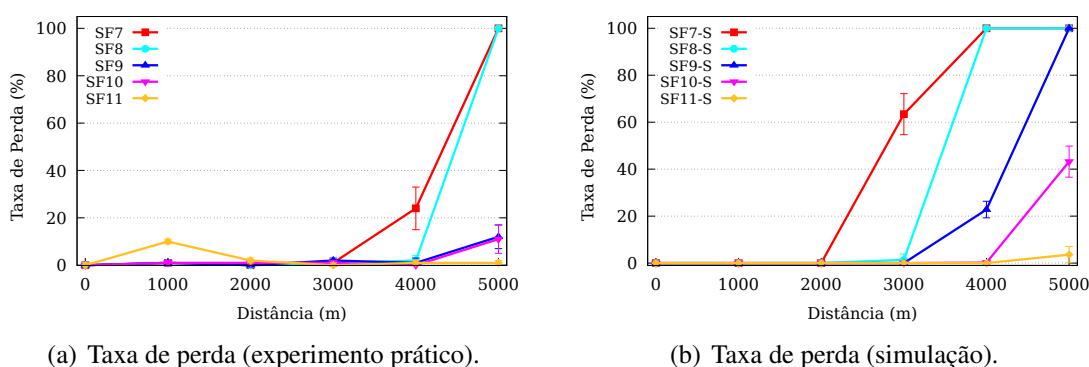 100
80
60
40
20
0
Taxa de Perda (%)
SF7
SF8
SF9
SF10
SF11
0 1000 2000 3000 4000 5000
Distância (m)
(a) Taxa de perda (experimento prático).
100
80
60
40
20
0
Taxa de Perda (%)
SF7-S
SF8-S
SF9-S
SF10-S
SF11-S
0 1000 2000 3000 4000 5000
Distância (m)
(b) Taxa de perda (simulação).